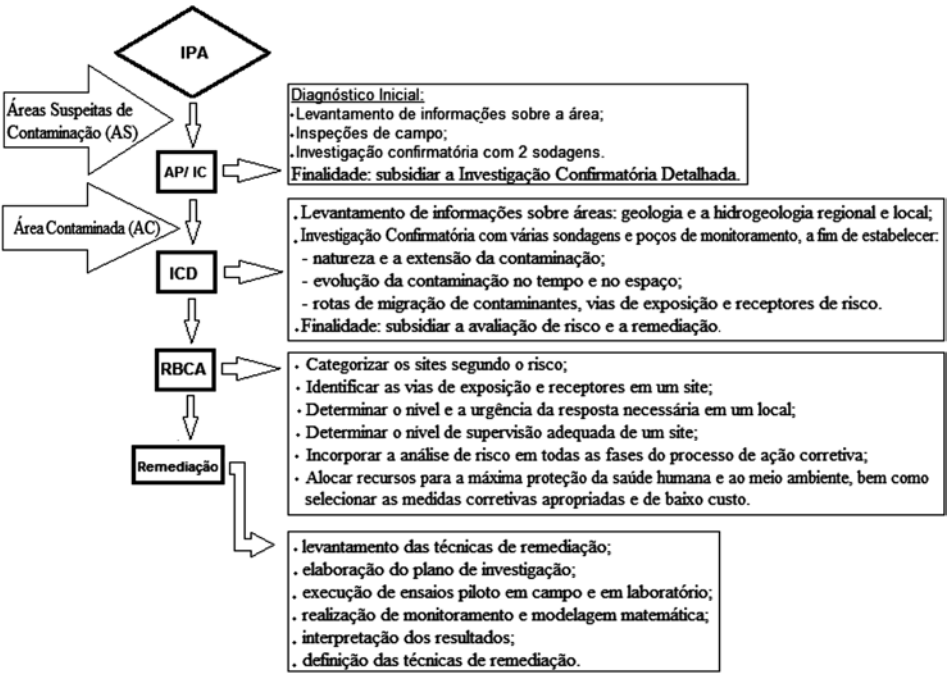 IPA
Áreas Suspeitas de
Contaminação (AS)
Diagnóstico Inicial:
•Levantamento de informações sobre a área;
•Inspeções de campo;
•Investigação confirmatória com 2 sodagens.
Finalidade: subsidiar a Investigação Confirmatória Detalhada.
AP/ IC
Área Contaminada (AC)
. Levantamento de informações sobre áreas: geologia e a hidrogeologia regional e local;
. Investigação Confirmatória com várias sondagens e poços de monitoramento, a fim de estabelecer:
- natureza e a extensão da contaminação;
- evolução da contaminação no tempo e no espaço;
- rotas de migração de contaminantes, vias de exposição e receptores de risco.
•Finalidade: subsidiar a avaliação de risco e a remediação.
ICD
RBCA
• Categorizar os sites segundo o risco;
• Identificar as vias de exposição e receptores em um site;
• Determinar o nível e a urgência da resposta necessária em um local;
• Determinar o nível de supervisão adequada de um site;
• Incorporar a análise de risco em todas as fases do processo de ação corretiva;
• Alocar recursos para a máxima proteção da saúde humana e ao meio ambiente, bem como
selecionar as medidas corretivas apropriadas e de baixo custo.
Remediação
. levantamento das técnicas de remediação;
. elaboração do plano de investigação;
. execução de ensaios piloto em campo e em laboratório;
. realização de monitoramento e modelagem matemática;
. interpretação dos resultados;
. definição das técnicas de remediação.